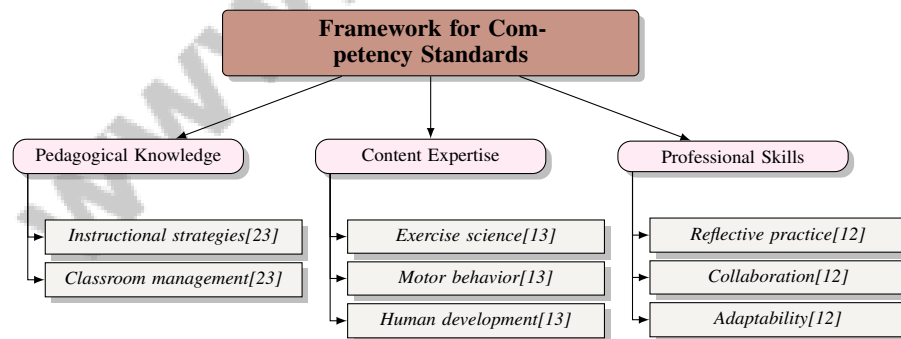 Framework for Com-
petency Standards
Pedagogical Knowledge
Instructional strategies[23]
Classroom management[23]
Content Expertise
Exercise science[13]
Motor behavior[13]
Human development[13]
Professional Skills
Reflective practice[12]
Collaboration[12]
Adaptability[12]